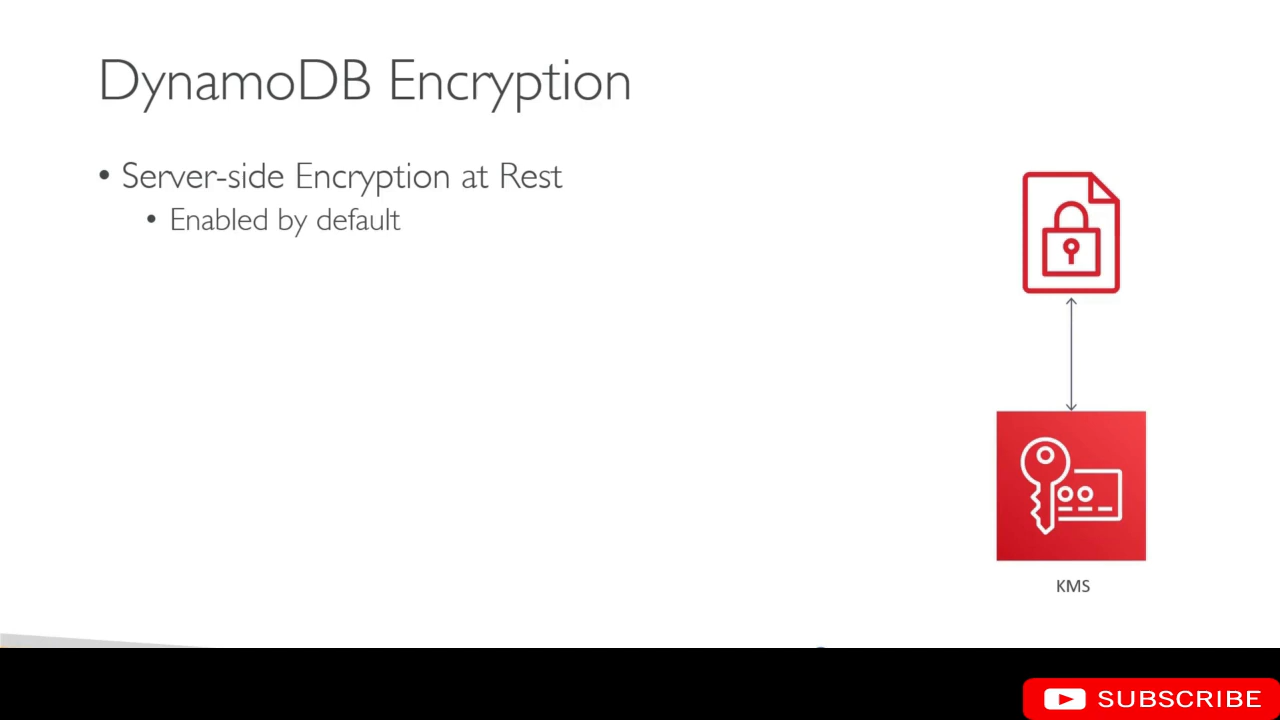 DynamoDB Encryption
• Server-side Encryption at Rest
• Enabled by default
KMS
SUBSCRIBE